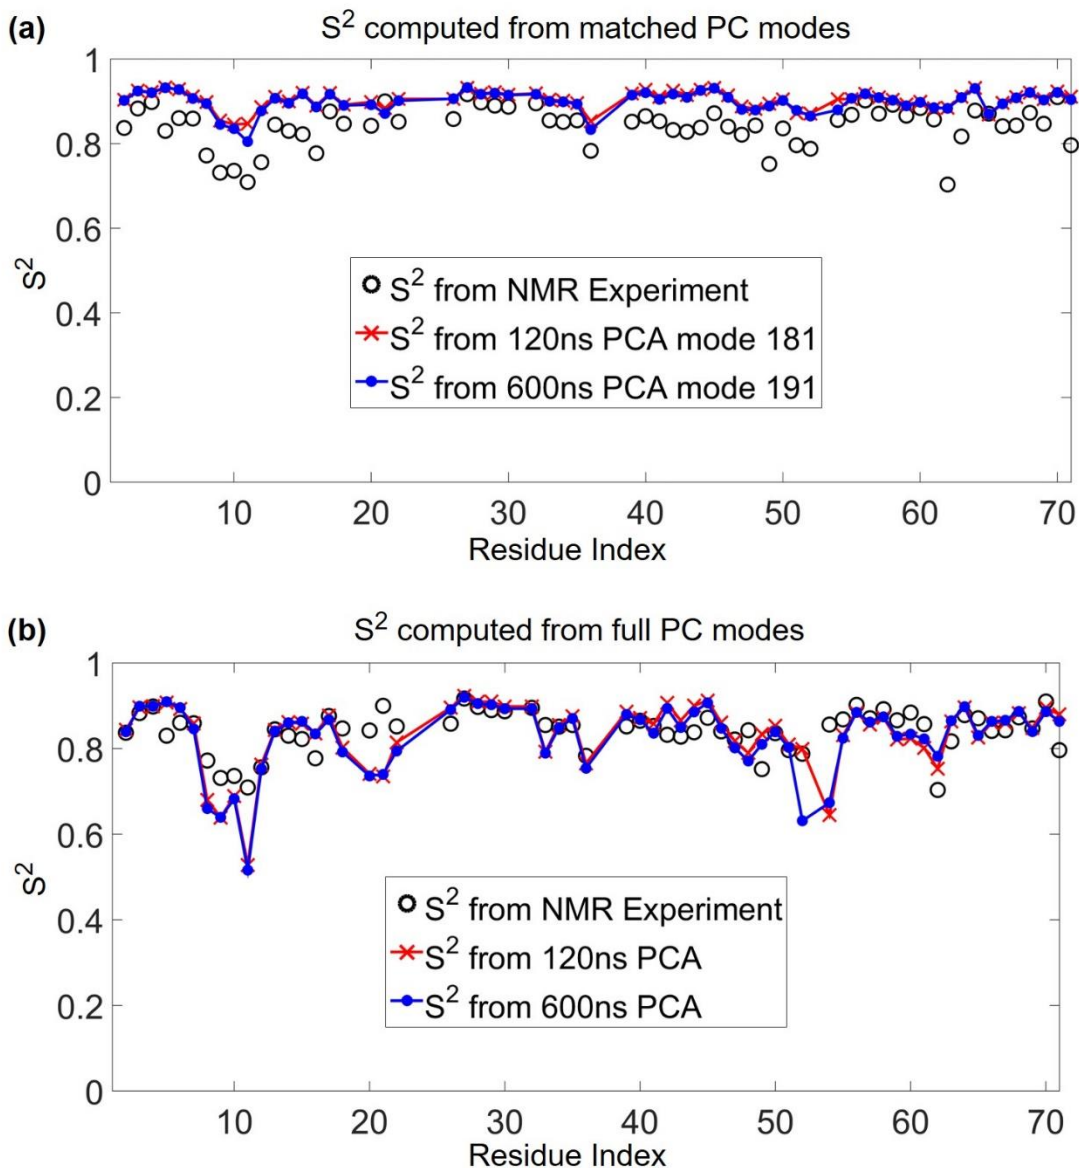 (a)
S² computed from matched PC modes
1
0.8
0.6
0.4
0.2
0
S²
S² from NMR Experiment
S² from 120ns PCA mode 181
S² from 600ns PCA mode 191
10 20 30 40 50 60 70
Residue Index
(b)
S² computed from full PC modes
1
0.8
0.6
0.4
0.2
0
S²
S² from NMR Experiment
S² from 120ns PCA
S² from 600ns PCA
10 20 30 40 50 60 70
Residue Index